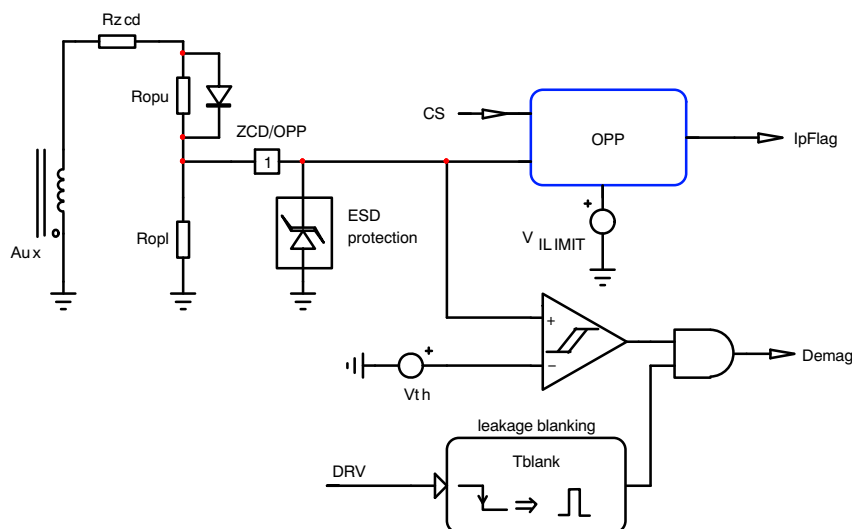 Rzcd
Ropu
ZCD/OPP
1
CS
OPP
IpFlag
ESD
protection
Ropl
Aux
+
V ILIMIT
+
−
+
Vth
Demag
leakage blanking
Tblank
DRV